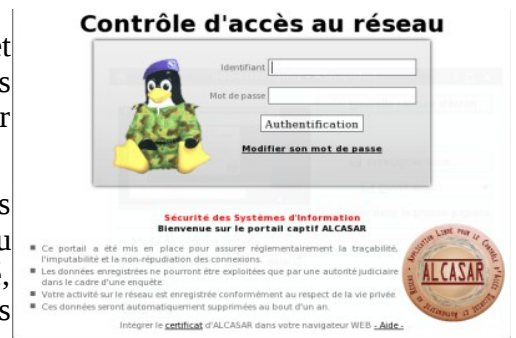 Contrôle d'accès au réseau
et
s
r
Identifiant
Mot de passe
Authentification
Modifier son mot de passe
s
u
,
s
Sécurité des Systèmes d'Information
Bienvenue sur le portail captif ALCASAR
Ce portail a été mis en place pour assurer réglementairement la traçabilité,
l'imputabilité et la non-répudiation des connexions.
Les données enregistrées ne pourront être exploitées que par une autorité judiciaire
dans le cadre d'une enquête.
Votre activité sur le réseau est enregistrée conformément au respect de la vie privée
Ces données seront automatiquement supprimées au bout d'un an.
Intégrer le certificat d'ALCASAR dans votre navigateur WEB - Aide -
ALCASAR